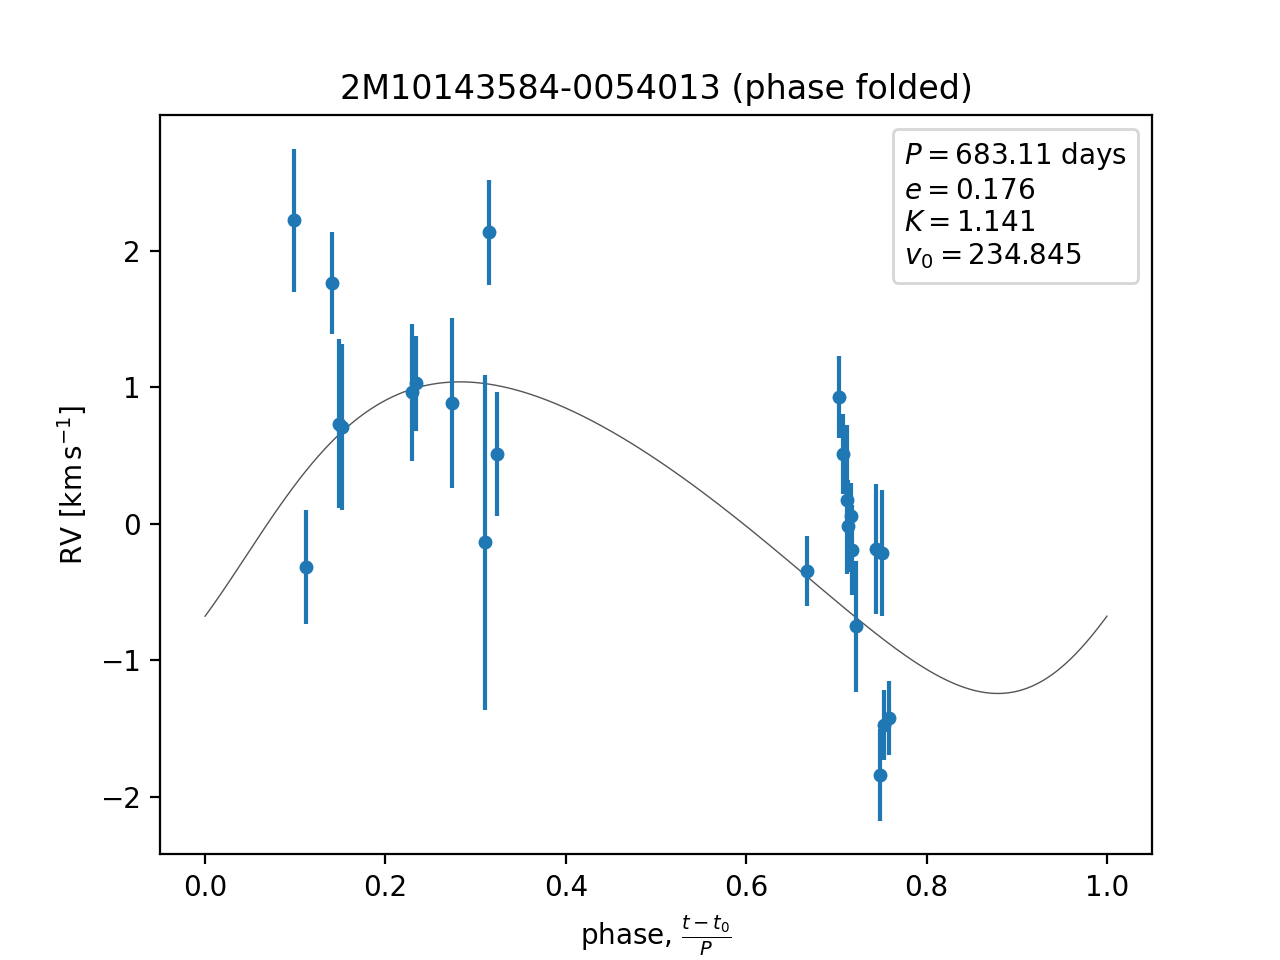 2M10143584-0054013 (phase folded)
P = 683.11 days
e = 0.176
K = 1.141
v₀ = 234.845
RV [km s⁻¹]
2
1
0
−1
−2
0.0 0.2 0.4 0.6 0.8 1.0
phase, (t − t₀)/P